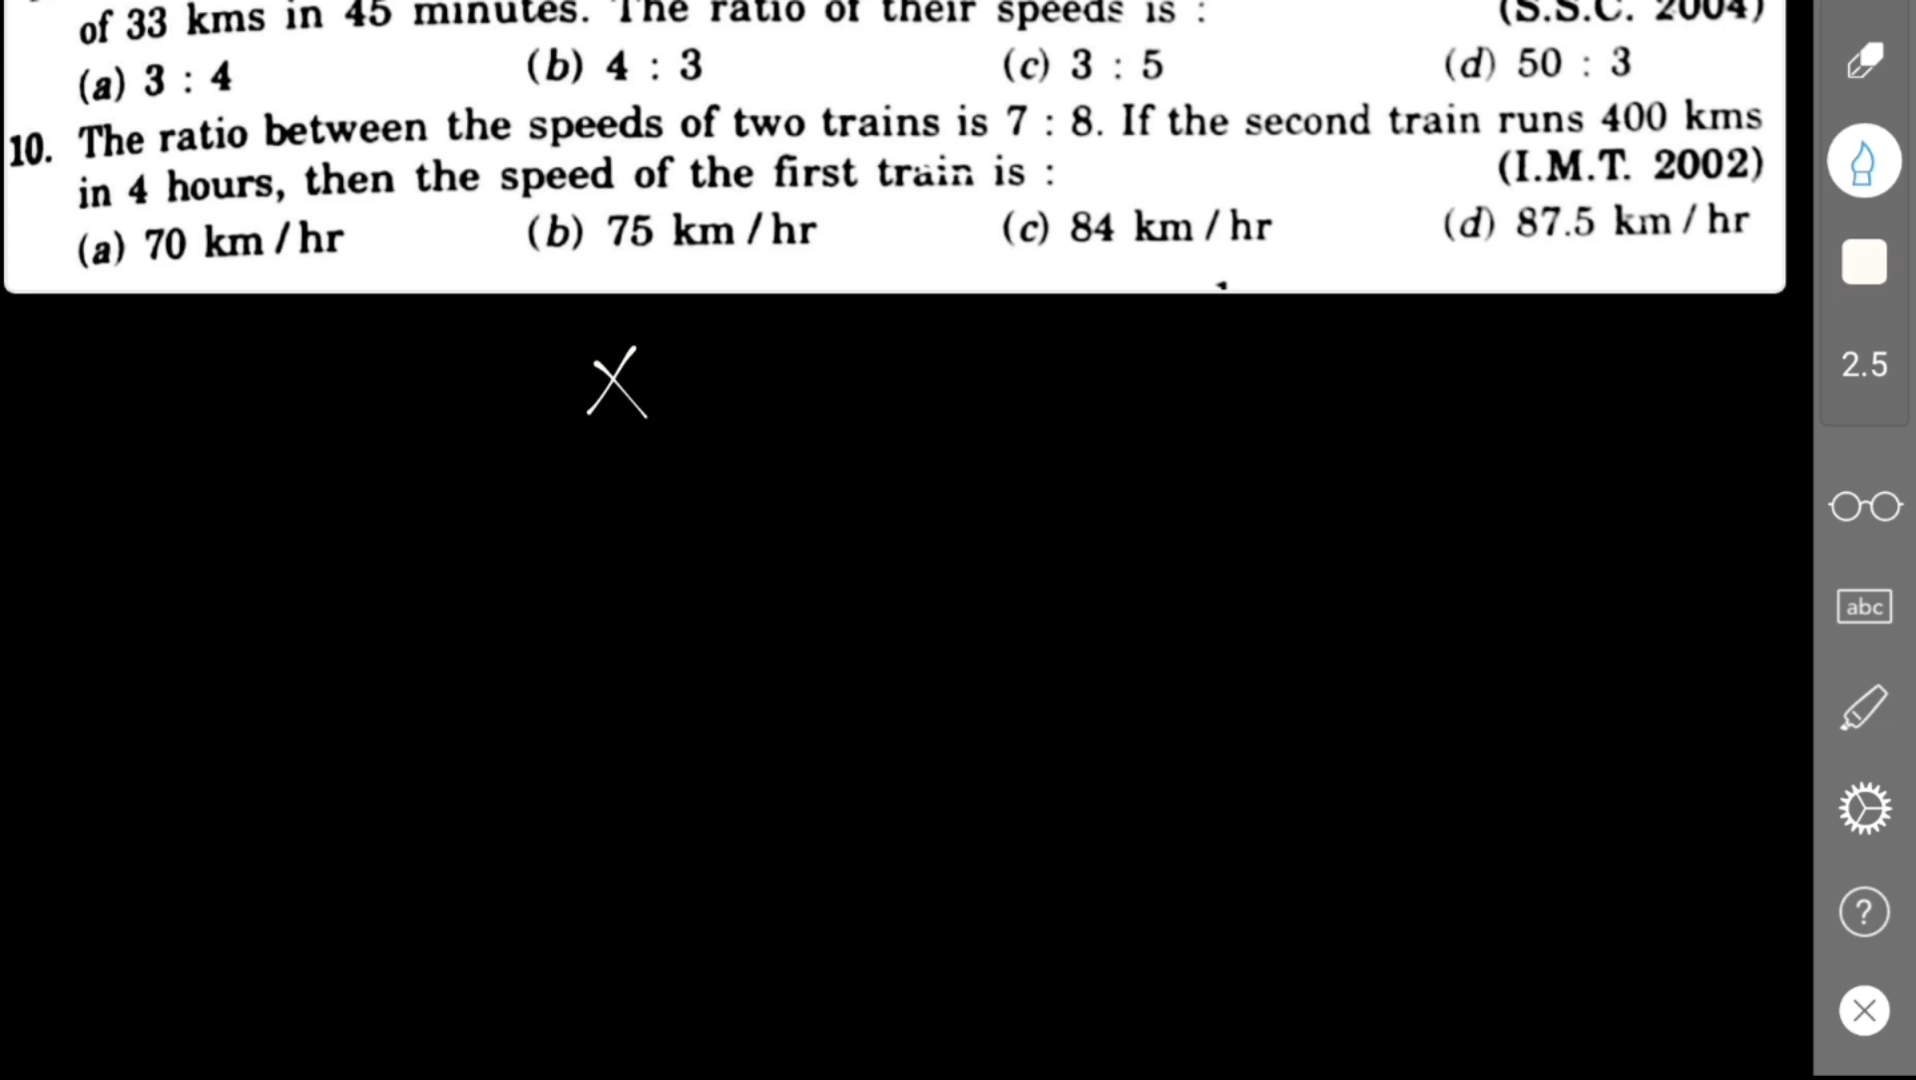 of 33 kms in 45 minutes. The ratio of their speeds is : (S.S.C. 2004)
(a) 3 : 4 (b) 4 : 3 (c) 3 : 5 (d) 50 : 3
10. The ratio between the speeds of two trains is 7 : 8. If the second train runs 400 kms
in 4 hours, then the speed of the first train is : (I.M.T. 2002)
(a) 70 km / hr (b) 75 km / hr (c) 84 km / hr (d) 87.5 km / hr
X
2.5
abc
?